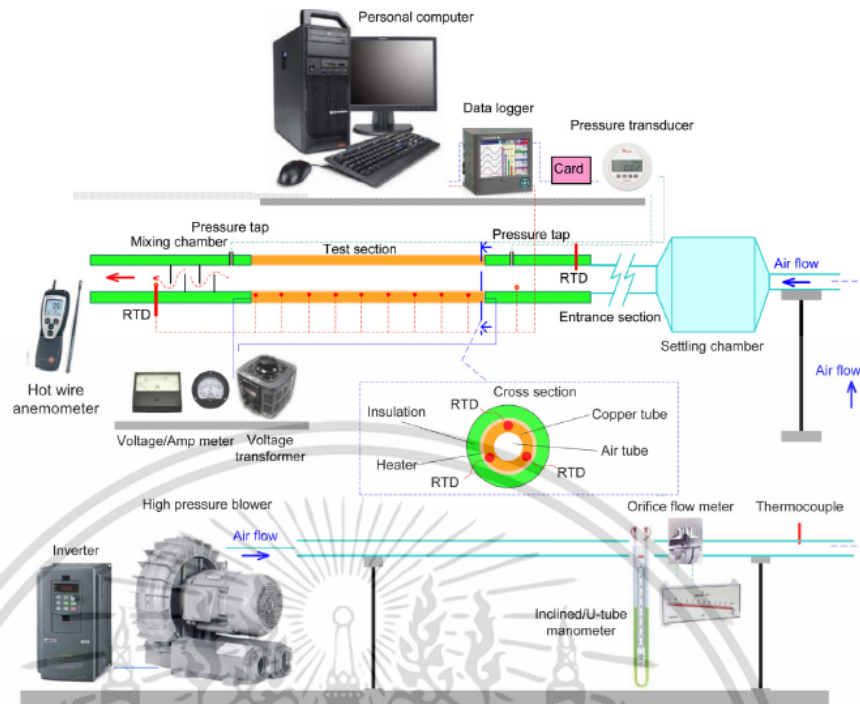 Personal computer
Data logger
Pressure transducer
Card
Pressure tap
Mixing chamber
Test section
Pressure tap
RTD
Air flow
RTD
Entrance section
Settling chamber
Hot wire
anemometer
Air flow
Voltage/Amp meter
Voltage
transformer
Cross section
RTD
Insulation
Copper tube
Air tube
Heater
RTD
RTD
High pressure blower
Orifice flow meter
Thermocouple
Inverter
Air flow
Inclined/U-tube
manometer